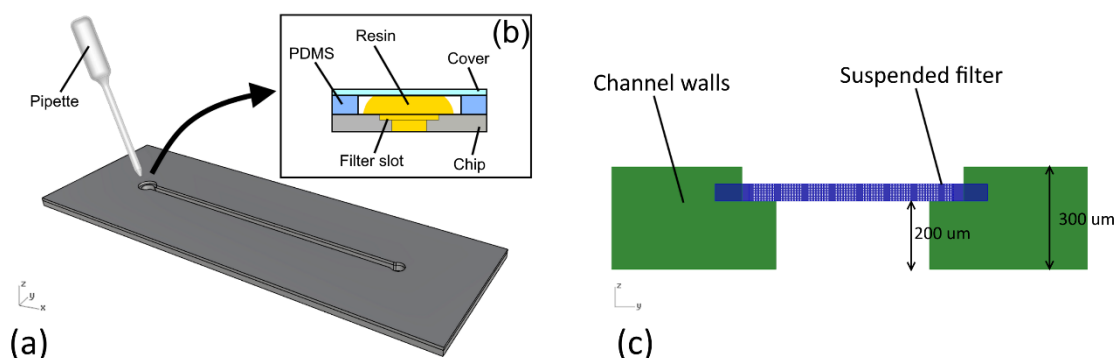 (b)
Resin
PDMS
Cover
Pipette
Filter slot
Chip
z
y
x
(a)
Channel walls
Suspended filter
200 um
300 um
z
y
(c)